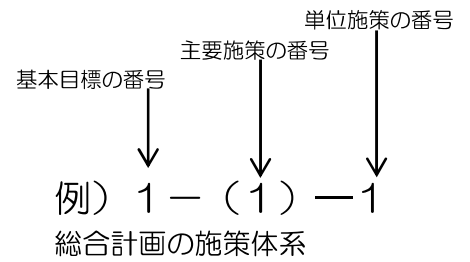 単位施策の番号
主要施策の番号
基本目標の番号
例）１－（１）－１
総合計画の施策体系